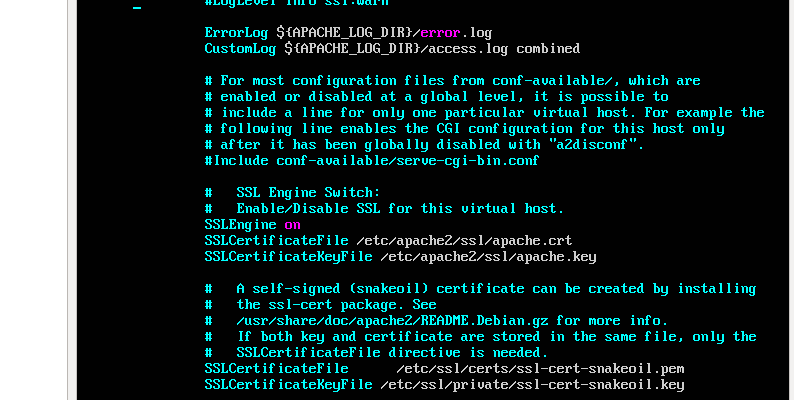 #LogLevel info ssl:warn
ErrorLog ${APACHE_LOG_DIR}/error.log
CustomLog ${APACHE_LOG_DIR}/access.log combined
# For most configuration files from conf-available/, which are
# enabled or disabled at a global level, it is possible to
# include a line for only one particular virtual host. For example the
# following line enables the CGI configuration for this host only
# after it has been globally disabled with "a2disconf".
#Include conf-available/serve-cgi-bin.conf
#   SSL Engine Switch:
#   Enable/Disable SSL for this virtual host.
SSLEngine on
SSLCertificateFile /etc/apache2/ssl/apache.crt
SSLCertificateKeyFile /etc/apache2/ssl/apache.key
#   A self-signed (snakeoil) certificate can be created by installing
#   the ssl-cert package. See
#   /usr/share/doc/apache2/README.Debian.gz for more info.
#   If both key and certificate are stored in the same file, only the
#   SSLCertificateFile directive is needed.
SSLCertificateFile      /etc/ssl/certs/ssl-cert-snakeoil.pem
SSLCertificateKeyFile /etc/ssl/private/ssl-cert-snakeoil.key